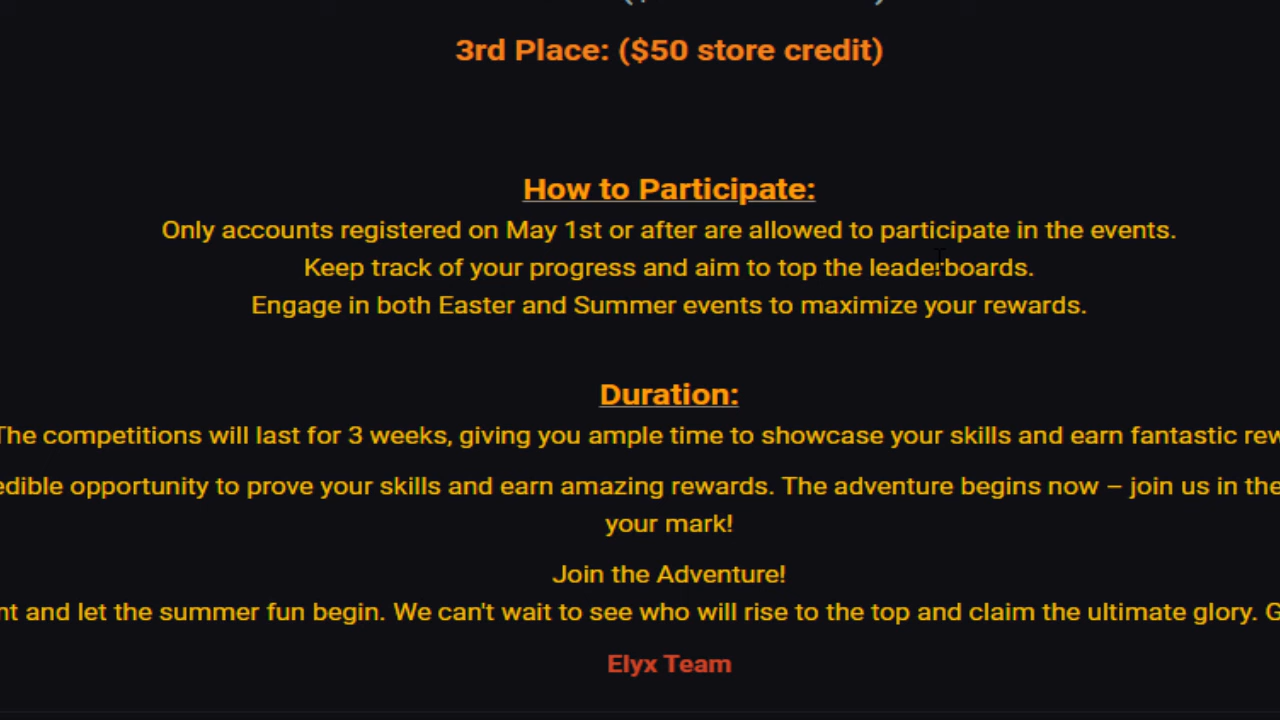 3rd Place: ($50 store credit)
How to Participate:
Only accounts registered on May 1st or after are allowed to participate in the events.
Keep track of your progress and aim to top the leaderboards.
Engage in both Easter and Summer events to maximize your rewards.
Duration:
The competitions will last for 3 weeks, giving you ample time to showcase your skills and earn fantastic rew
edible opportunity to prove your skills and earn amazing rewards. The adventure begins now – join us in the
your mark!
Join the Adventure!
nt and let the summer fun begin. We can't wait to see who will rise to the top and claim the ultimate glory. G
Elyx Team